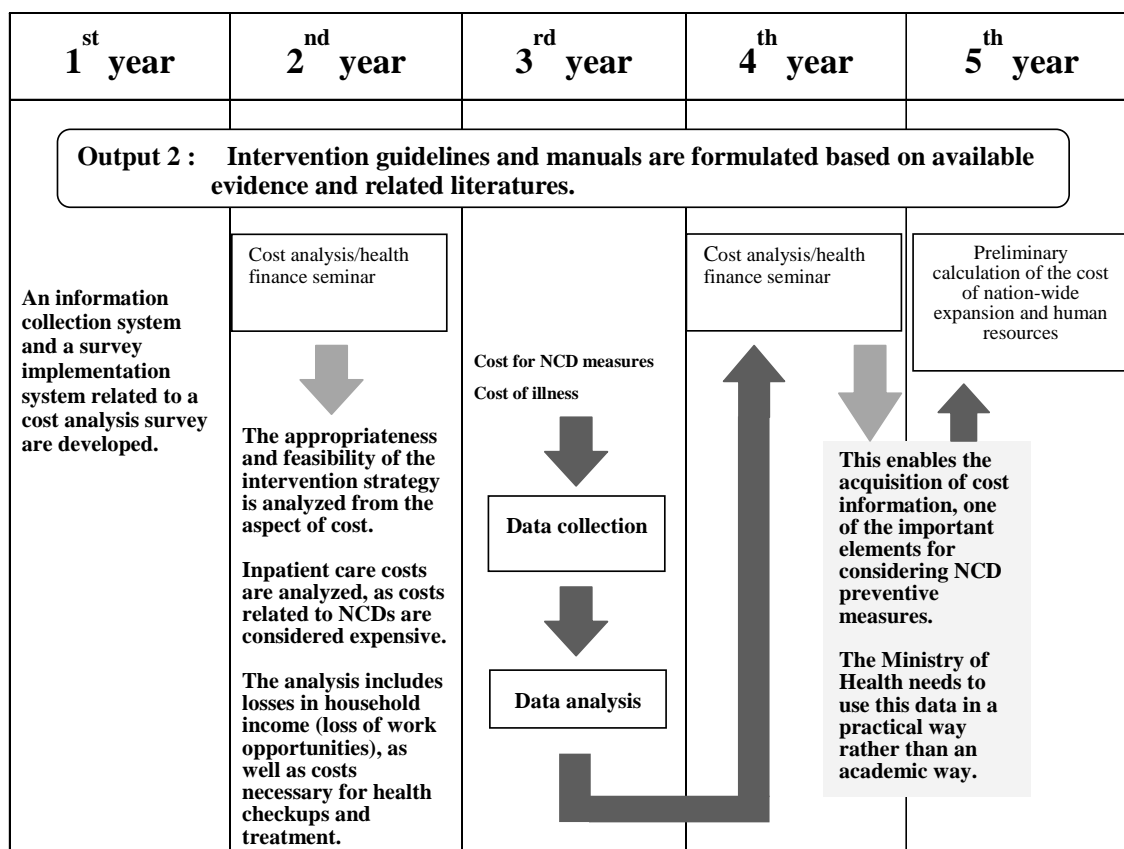 1st year
2nd year
3rd year
4th year
5th year
Output 2 : Intervention guidelines and manuals are formulated based on available
evidence and related literatures.
An information
collection system
and a survey
implementation
system related to a
cost analysis survey
are developed.
Cost analysis/health
finance seminar
The appropriateness
and feasibility of the
intervention strategy
is analyzed from the
aspect of cost.
Inpatient care costs
are analyzed, as costs
related to NCDs are
considered expensive.
The analysis includes
losses in household
income (loss of work
opportunities), as
well as costs
necessary for health
checkups and
treatment.
Cost for NCD measures
Cost of illness
Data collection
Data analysis
Cost analysis/health
finance seminar
This enables the
acquisition of cost
information, one
of the important
elements for
considering NCD
preventive
measures.
The Ministry of
Health needs to
use this data in a
practical way
rather than an
academic way.
Preliminary
calculation of the cost
of nation-wide
expansion and human
resources